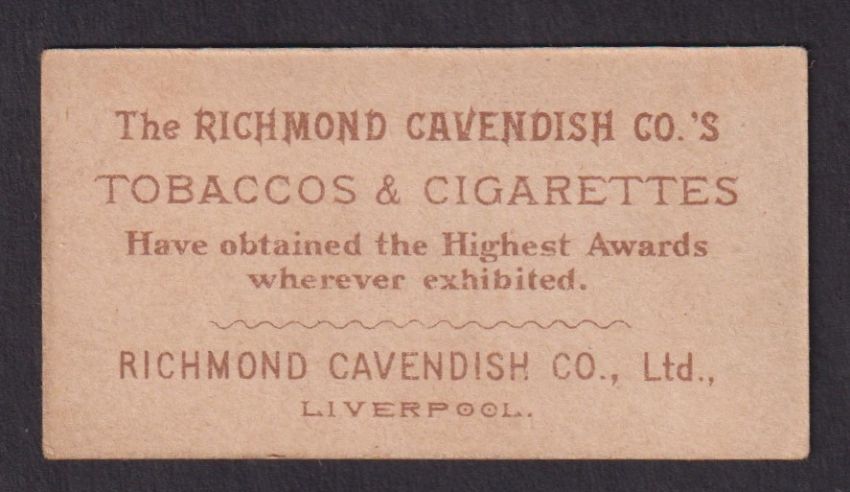 The RICHMOND CAVENDISH CO.'S
TOBACCOS & CIGARETTES
Have obtained the Highest Awards
wherever exhibited.
RICHMOND CAVENDISH CO., Ltd.,
LIVERPOOL.